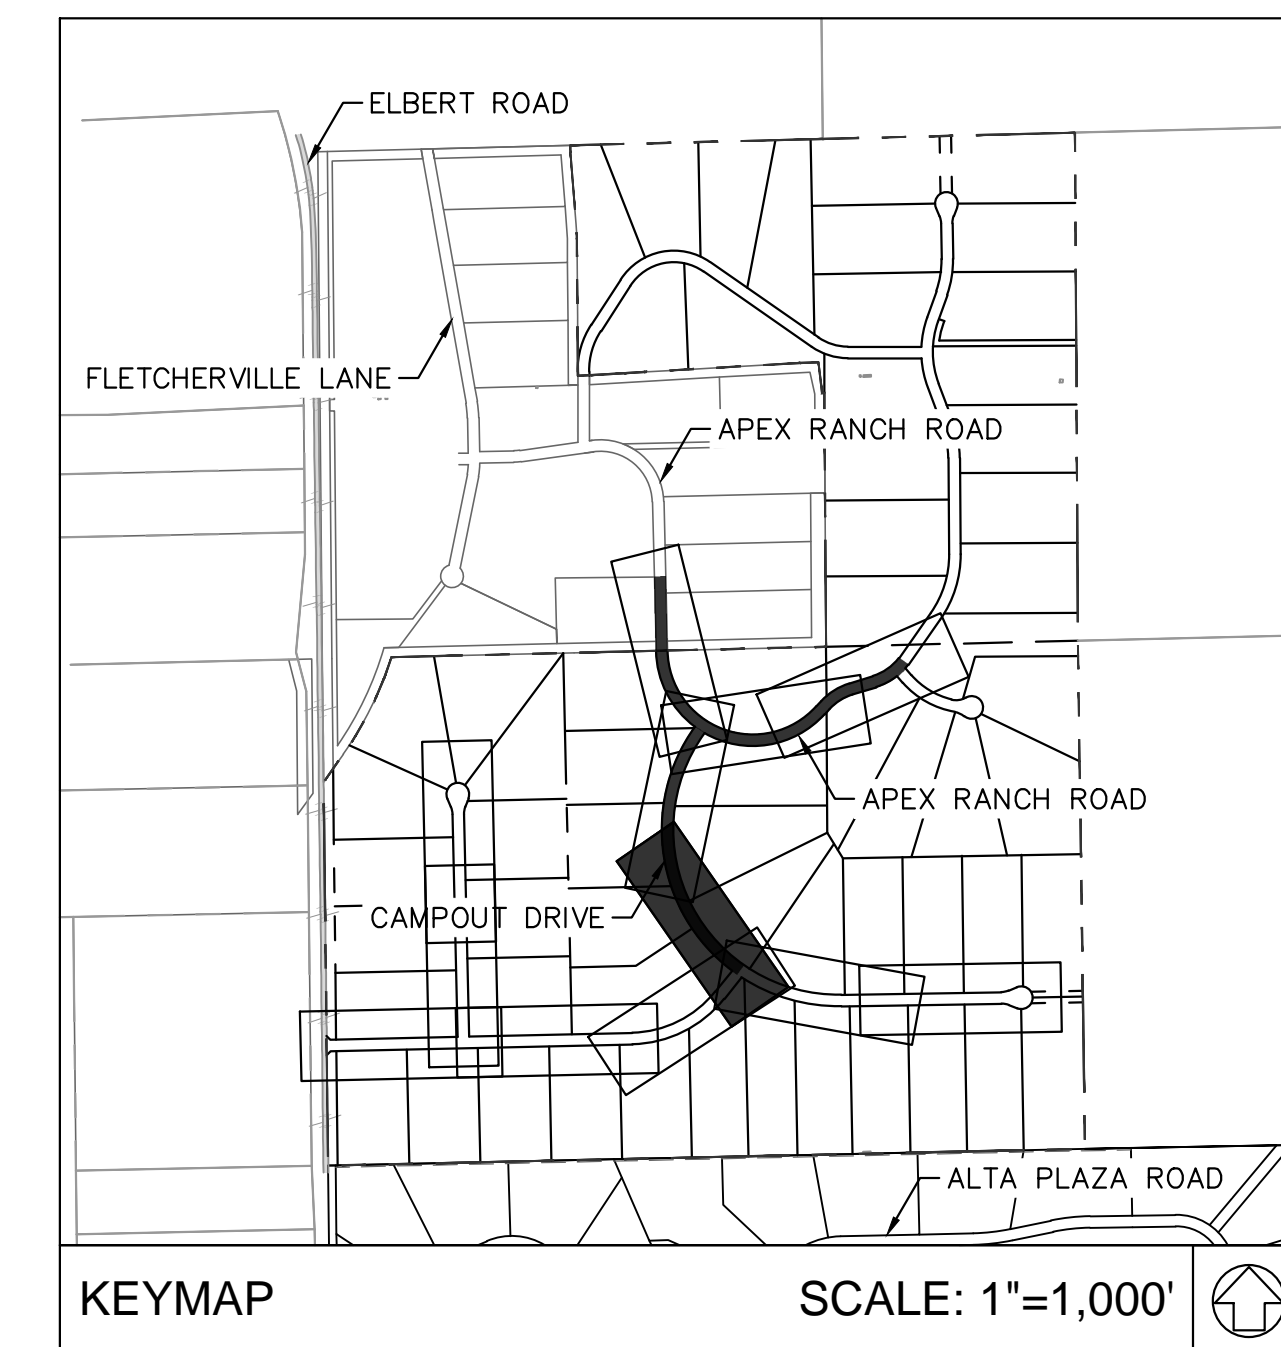 ELBERT ROAD
FLETCHERVILLE LANE
APEX RANCH ROAD
APEX RANCH ROAD
CAMPOUT DRIVE
ALTA PLAZA ROAD
KEYMAP
SCALE: 1"=1,000'